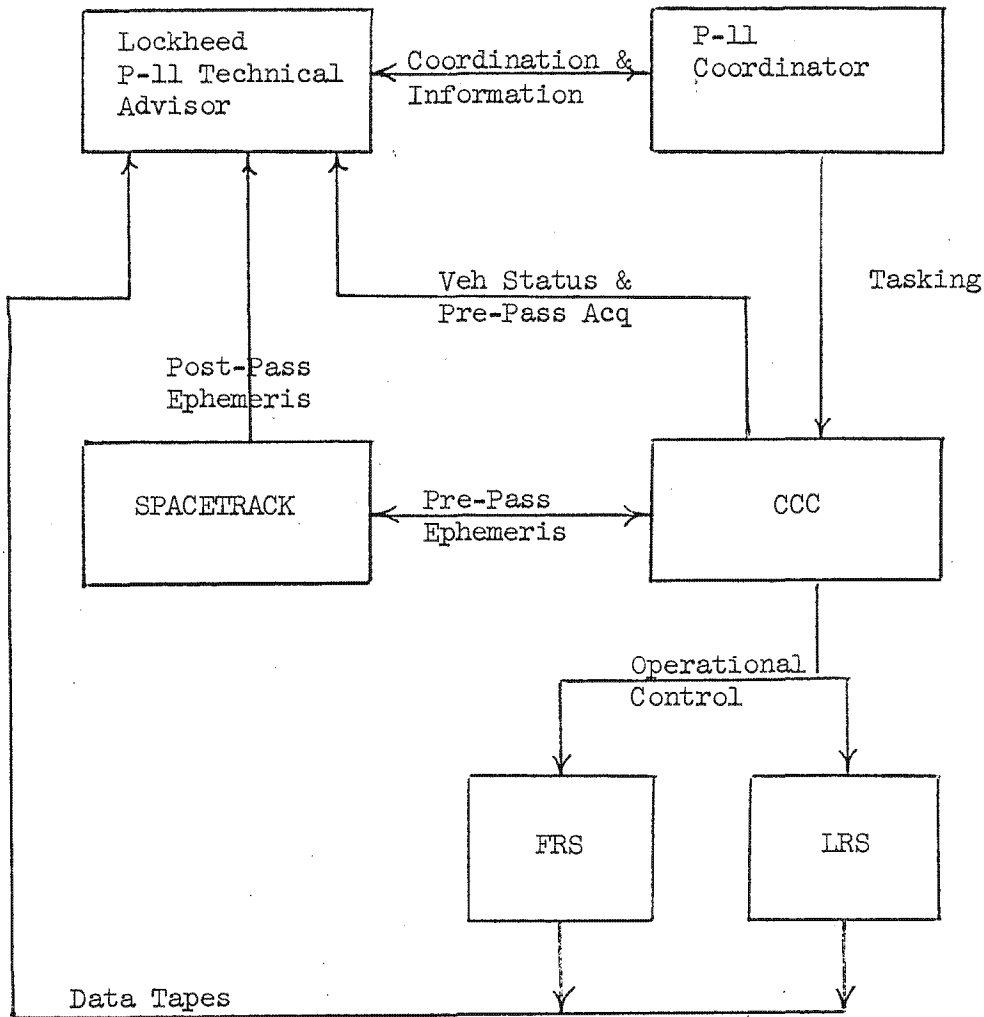 Lockheed
P-11 Technical
Advisor
Coordination &
Information
P-11
Coordinator
Veh Status &
Pre-Pass Acq
Tasking
Post-Pass
Ephemeris
SPACETRACK
Pre-Pass
Ephemeris
CCC
Operational
Control
FRS
LRS
Data Tapes